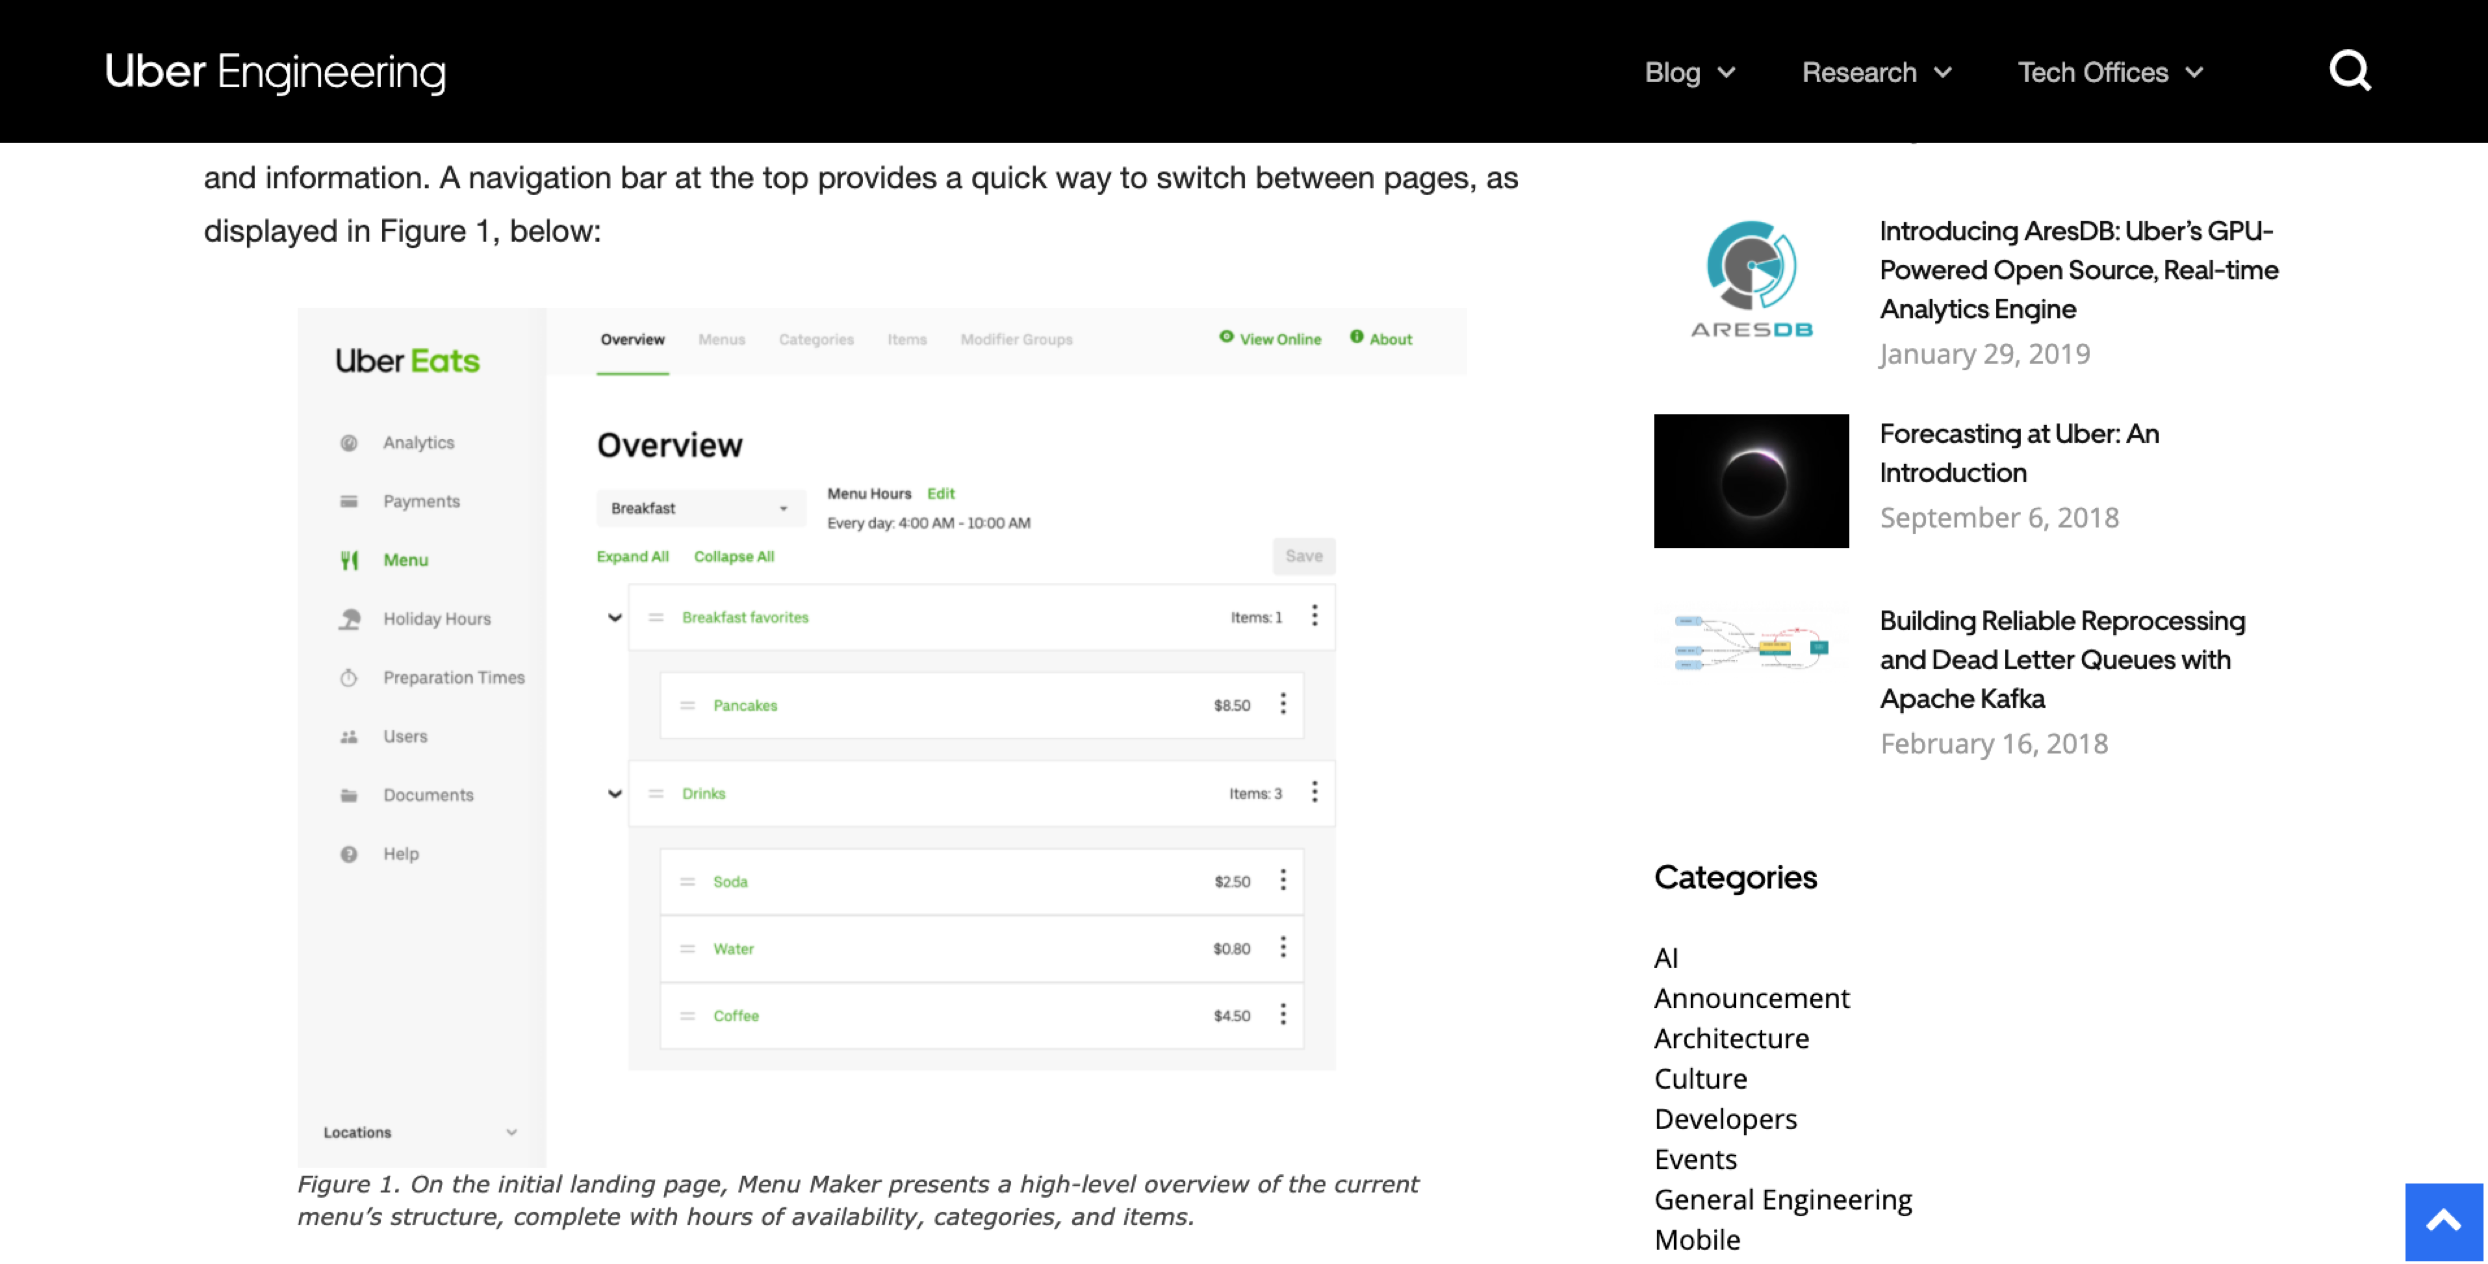 Uber Engineering
Blog
Research
Tech Offices
and information. A navigation bar at the top provides a quick way to switch between pages, as
displayed in Figure 1, below:
Uber Eats
Analytics
Payments
Menu
Holiday Hours
Preparation Times
Users
Documents
Help
Locations
Overview
Menus
Categories
Items
Modifier Groups
View Online
About
Overview
Breakfast
Menu Hours Edit
Every day: 4:00 AM - 10:00 AM
Expand All
Collapse All
Save
Breakfast favorites
Items: 1
Pancakes
$8.50
Drinks
Items: 3
Soda
$2.50
Water
$0.80
Coffee
$4.50
Figure 1. On the initial landing page, Menu Maker presents a high-level overview of the current
menu’s structure, complete with hours of availability, categories, and items.
ARESDB
Introducing AresDB: Uber’s GPU-
Powered Open Source, Real-time
Analytics Engine
January 29, 2019
Forecasting at Uber: An
Introduction
September 6, 2018
Building Reliable Reprocessing
and Dead Letter Queues with
Apache Kafka
February 16, 2018
Categories
AI
Announcement
Architecture
Culture
Developers
Events
General Engineering
Mobile